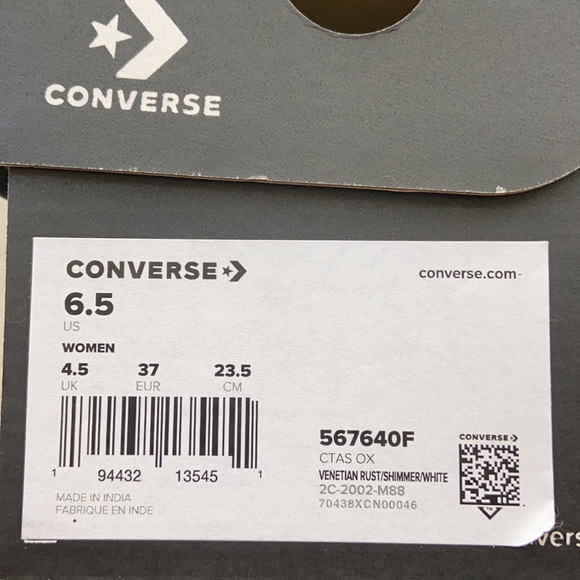 CONVERSE
CONVERSE
converse.com
6.5
US
WOMEN
4.5 37 23.5
UK EUR CM
1 94432 13545 1
567640F
CTAS OX
VENETIAN RUST/SHIMMER/WHITE
2C-2002-M88
70438XCN00046
CONVERSE
MADE IN INDIA
FABRIQUE EN INDE